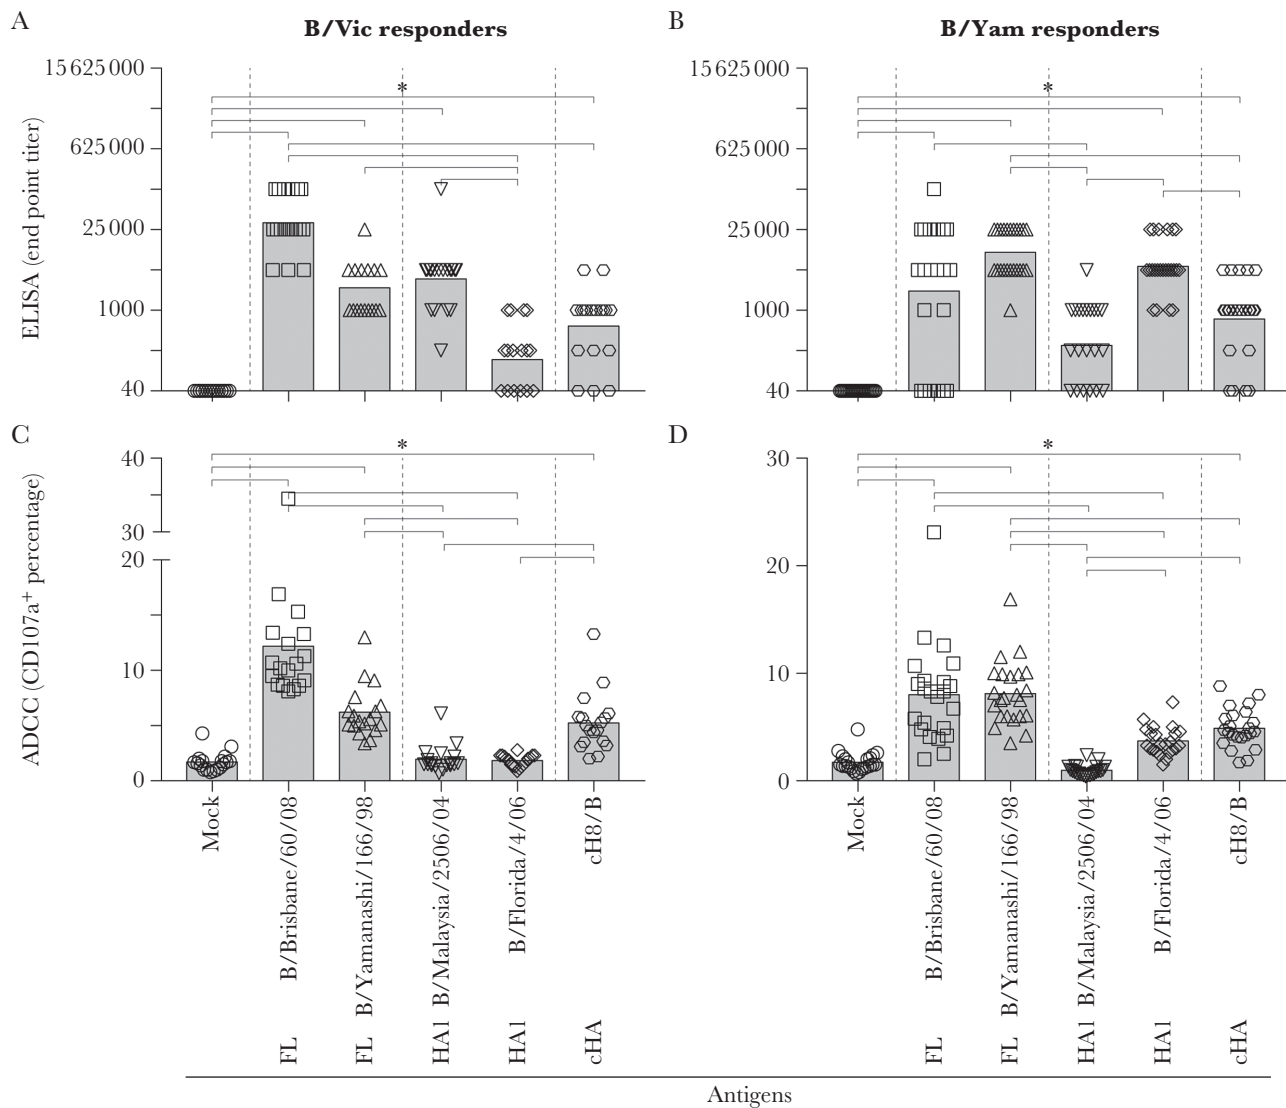 A
B/Vic responders
B
B/Yam responders
ELISA (end point titer)
15 625 000
625 000
25 000
1000
40
*
15 625 000
625 000
25 000
1000
40
*
C
D
ADCC (CD107a+ percentage)
40
30
20
10
0
*
30
20
10
0
*
Mock
FL B/Brisbane/60/08
FL B/Yamanashi/166/98
HA1 B/Malaysia/2506/04
HA1 B/Florida/4/06
cHA cH8/B
Mock
FL B/Brisbane/60/08
FL B/Yamanashi/166/98
HA1 B/Malaysia/2506/04
HA1 B/Florida/4/06
cHA cH8/B
Antigens